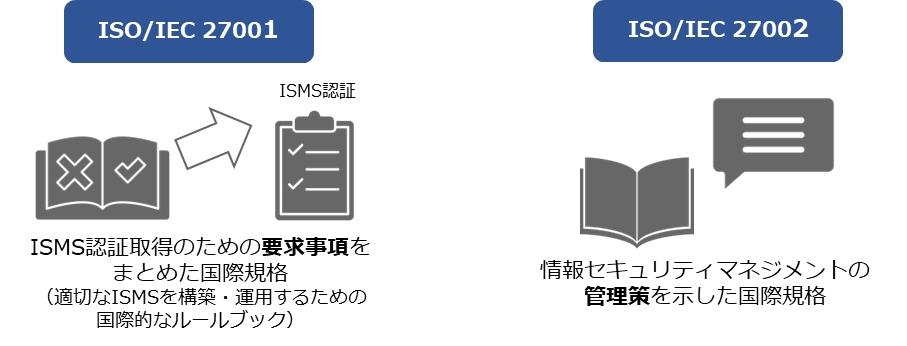 ISO/IEC 27001
ISMS認証
ISMS認証取得のための要求事項を
まとめた国際規格
（適切なISMSを構築・運用するための
国際的なルールブック）
ISO/IEC 27002
情報セキュリティマネジメントの
管理策を示した国際規格